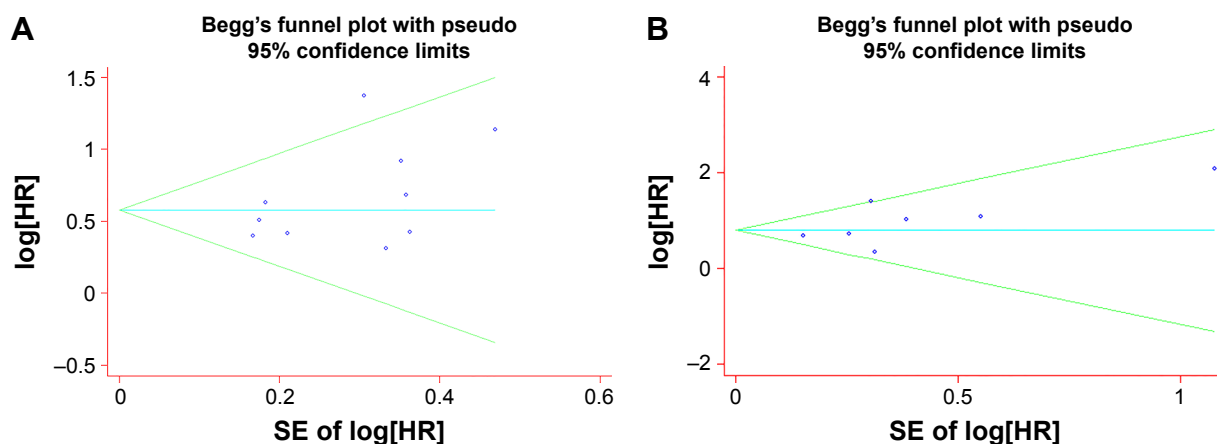 A
Begg's funnel plot with pseudo
95% confidence limits
1.5
1
0.5
0
–0.5
log[HR]
0
0.2
0.4
0.6
SE of log[HR]
B
Begg's funnel plot with pseudo
95% confidence limits
4
2
0
–2
log[HR]
0
0.5
1
SE of log[HR]